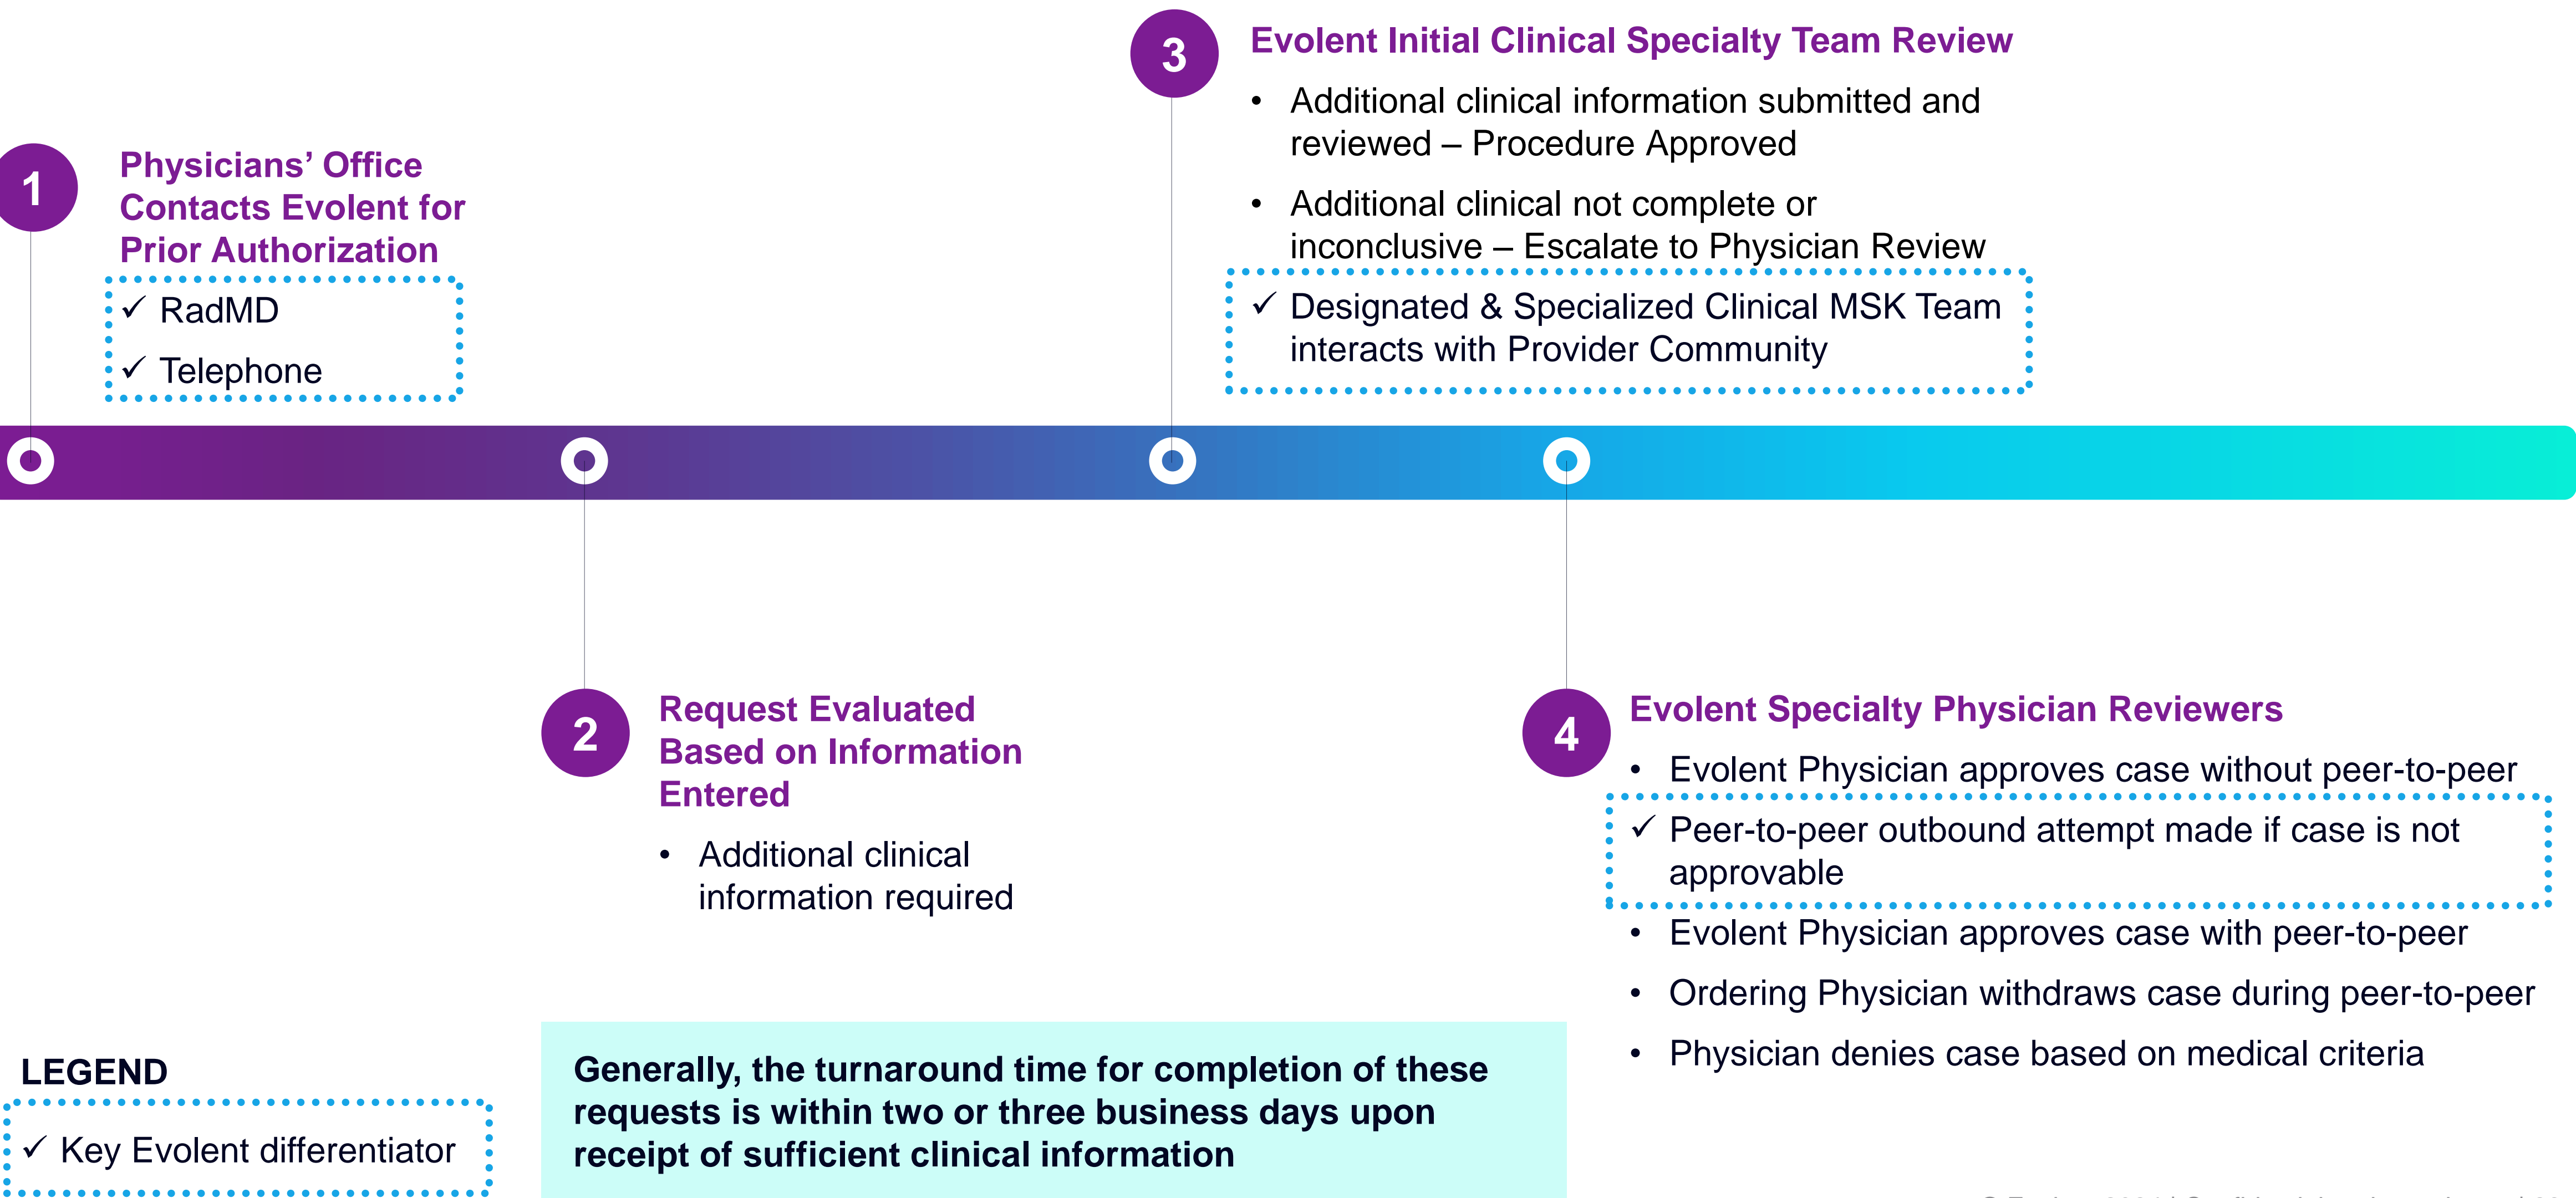 1
Physicians’ Office
Contacts Evolent for
Prior Authorization
✓ RadMD
✓ Telephone
3
Evolent Initial Clinical Specialty Team Review
• Additional clinical information submitted and
reviewed – Procedure Approved
• Additional clinical not complete or
inconclusive – Escalate to Physician Review
✓ Designated & Specialized Clinical MSK Team
interacts with Provider Community
2
Request Evaluated
Based on Information
Entered
• Additional clinical
information required
4
Evolent Specialty Physician Reviewers
• Evolent Physician approves case without peer-to-peer
✓ Peer-to-peer outbound attempt made if case is not
approvable
• Evolent Physician approves case with peer-to-peer
• Ordering Physician withdraws case during peer-to-peer
• Physician denies case based on medical criteria
LEGEND
✓ Key Evolent differentiator
Generally, the turnaround time for completion of these
requests is within two or three business days upon
receipt of sufficient clinical information